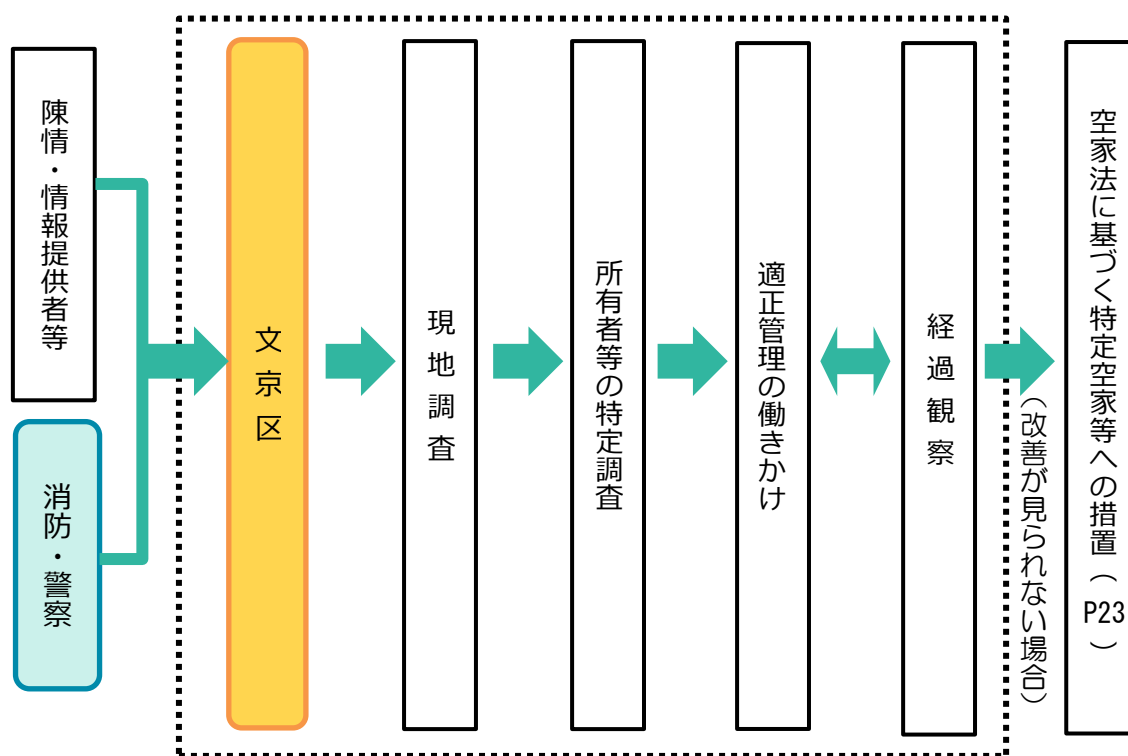 陳情・情報提供者等
消防・警察
文京区
現地調査
所有者等の特定調査
適正管理の働きかけ
経過観察
（改善が見られない場合）
空家法に基づく特定空家等への措置（P23）